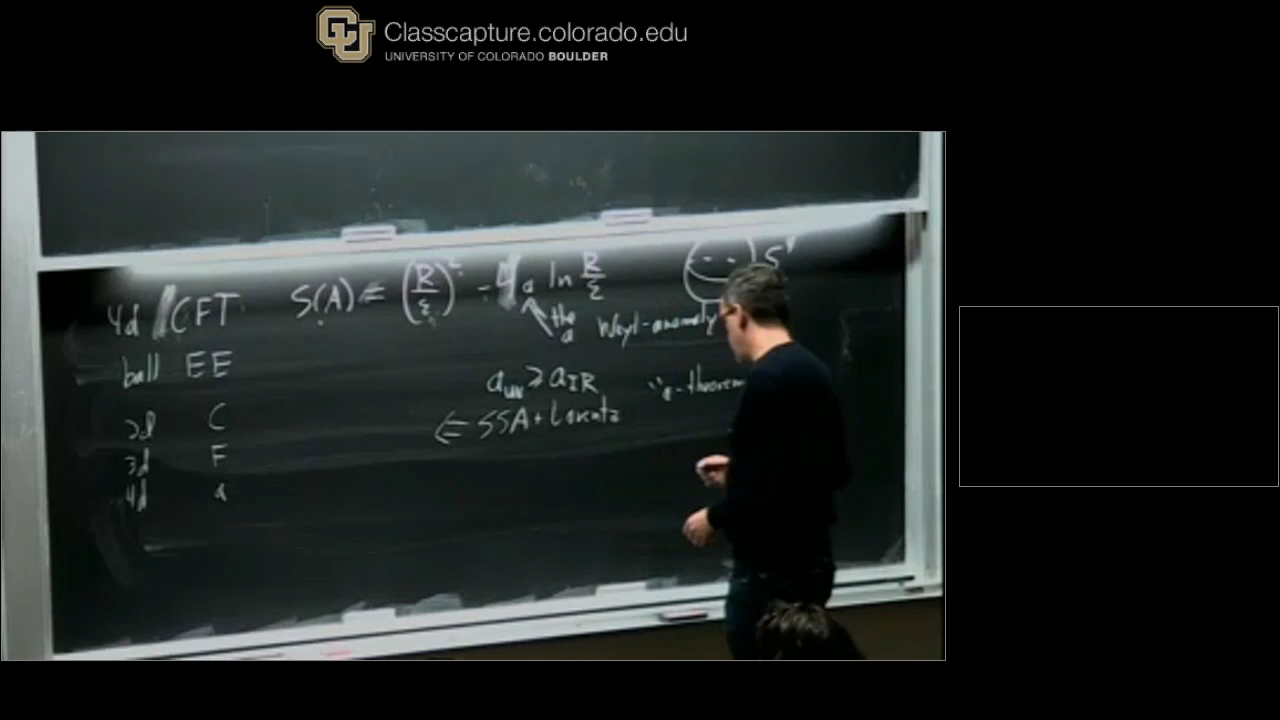 Classcapture.colorado.edu
UNIVERSITY OF COLORADO BOULDER
4d CFT S(A) = (R/ε)² - 4a ln R/ε
the a Weyl-anomaly
ball EE
a_UV ≥ a_IR "a-theorem
⇐ SSA + Lorentz
2d C
3d F
4d a